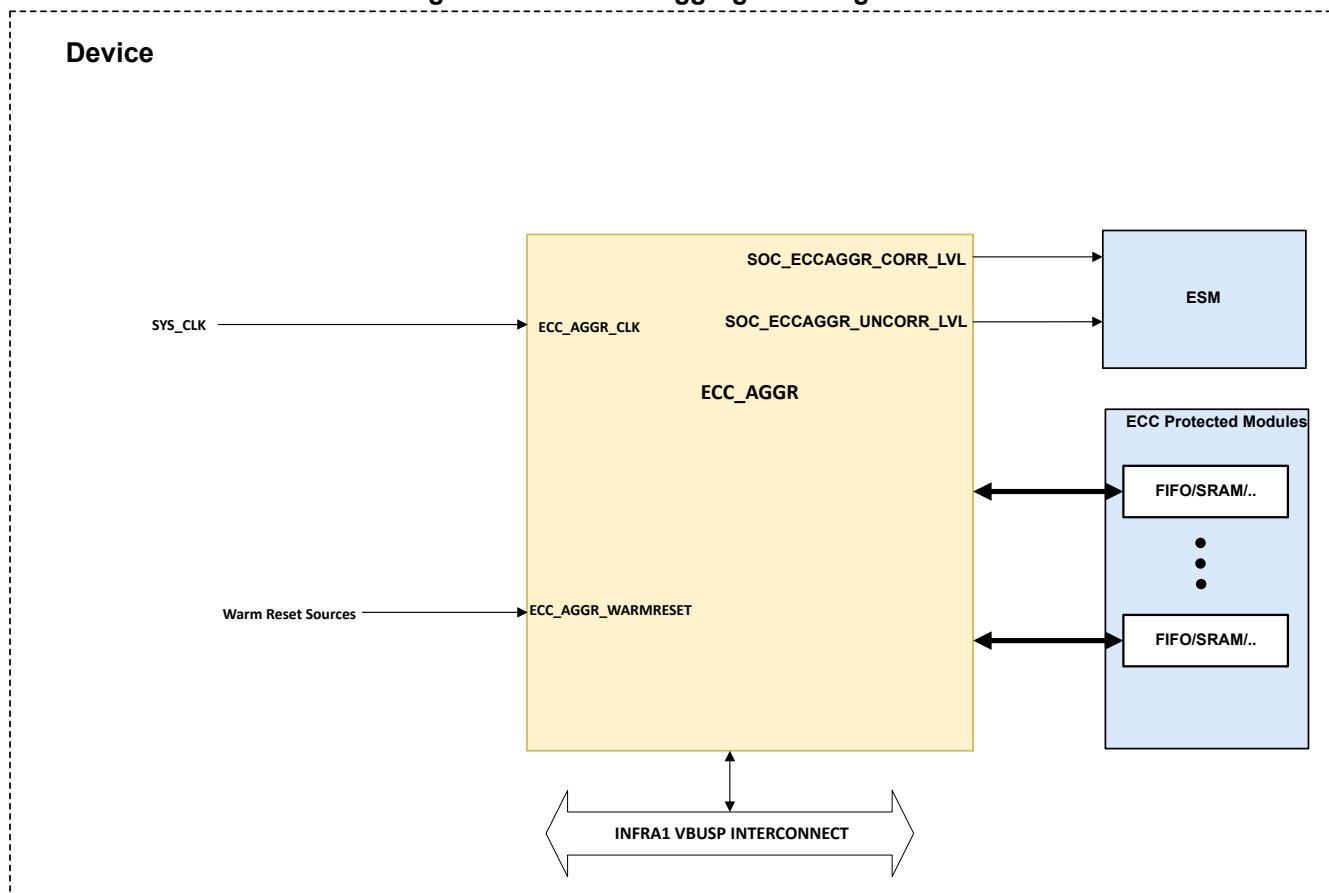 Device
SOC_ECCAGGR_CORR_LVL
ESM
SYS_CLK
ECC_AGGR_CLK
SOC_ECCAGGR_UNCORR_LVL
ECC_AGGR
ECC Protected Modules
FIFO/SRAM/..
Warm Reset Sources
ECC_AGGR_WARMRESET
FIFO/SRAM/..
INFRA1 VBUSP INTERCONNECT